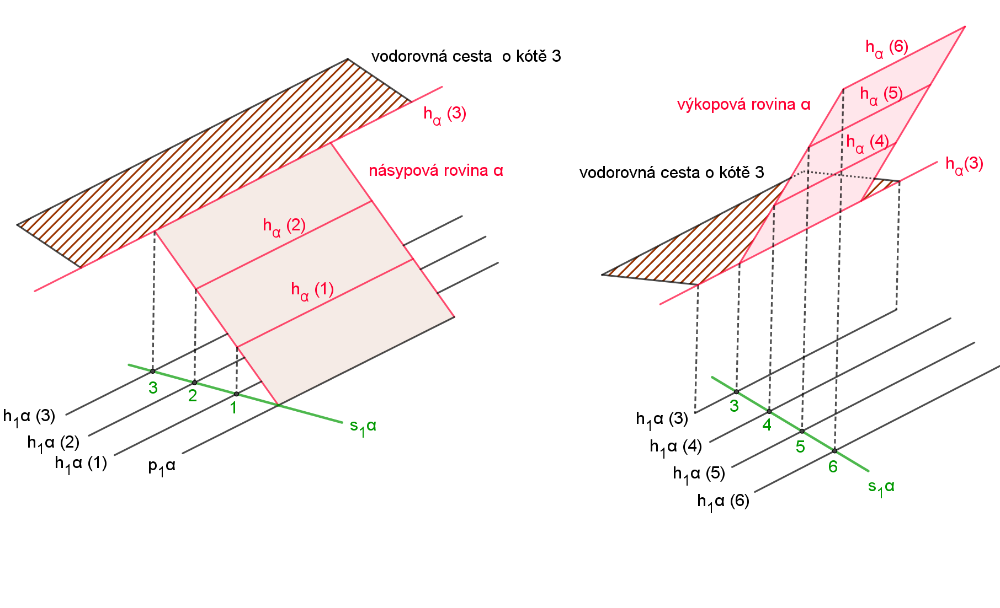 vodorovná cesta o kótě 3
hα (3)
násypová rovina α
hα (2)
hα (1)
3
2
1
h1α (3)
h1α (2)
h1α (1)
p1α
s1α
hα (6)
hα (5)
výkopová rovina α
hα (4)
hα(3)
vodorovná cesta o kótě 3
3
4
5
6
h1α (3)
h1α (4)
h1α (5)
h1α (6)
s1α